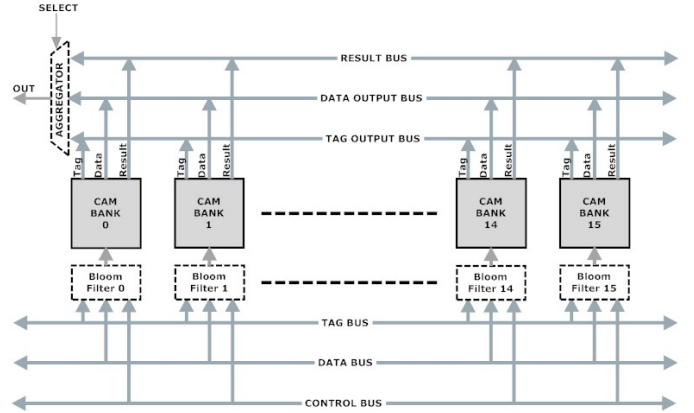 SELECT
RESULT BUS
OUT
AGGREGATOR
DATA OUTPUT BUS
TAG OUTPUT BUS
Tag
Data
Result
Tag
Data
Result
Tag
Data
Result
Tag
Data
Result
CAM
BANK
0
CAM
BANK
1
CAM
BANK
14
CAM
BANK
15
Bloom
Filter 0
Bloom
Filter 1
Bloom
Filter 14
Bloom
Filter 15
TAG BUS
DATA BUS
CONTROL BUS